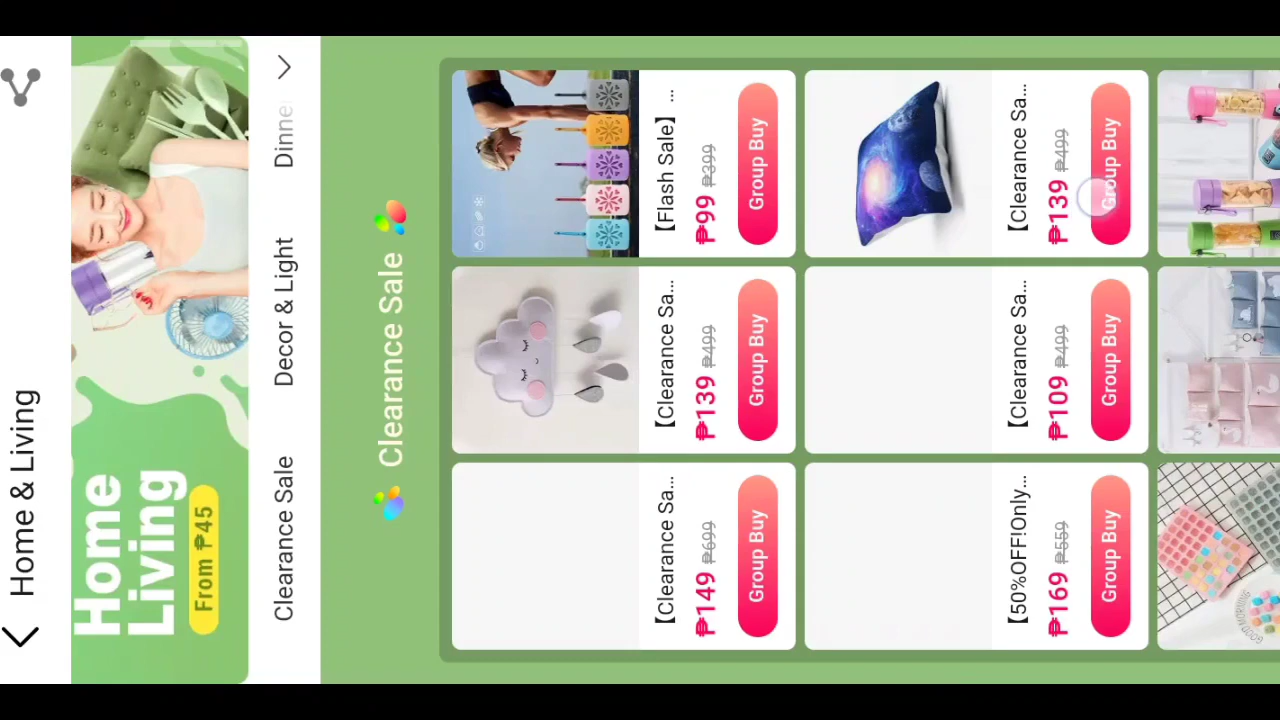 Home & Living
Home
Living
From ₱45
Clearance Sale Decor & Light Dinne
Clearance Sale
【Clearance Sa...
₱149 ₱699
Group Buy
【Clearance Sa...
₱139 ₱499
Group Buy
【Flash Sale】 ...
₱99 ₱399
Group Buy
【50%OFF!Only...
₱169 ₱559
Group Buy
【Clearance Sa...
₱109 ₱499
Group Buy
【Clearance Sa...
₱139 ₱499
Group Buy